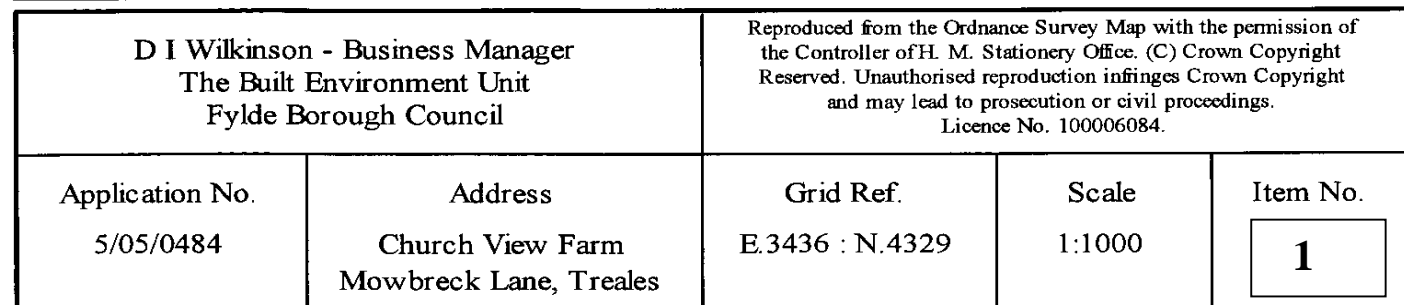 D I Wilkinson - Business Manager
The Built Environment Unit
Fylde Borough Council
Reproduced from the Ordnance Survey Map with the permission of
the Controller of H. M. Stationery Office. (C) Crown Copyright
Reserved. Unauthorised reproduction infringes Crown Copyright
and may lead to prosecution or civil proceedings.
Licence No. 100006084.
Application No.
5/05/0484
Address
Church View Farm
Mowbreck Lane, Treales
Grid Ref.
E.3436 : N.4329
Scale
1:1000
Item No.
1